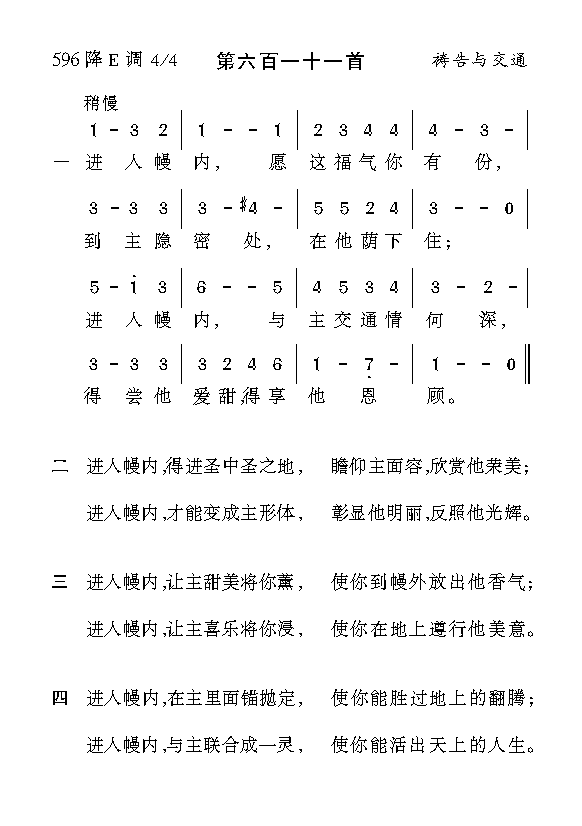 596降E调 4/4 第六百一十一首 祷告与交通
稍慢
1 - 3 2 | 1 - - 1 | 2 3 4 4 | 4 - 3 - |
一 进 入 幔 内， 愿 这福气你 有 份，
3 - 3 3 | 3 - #4 - | 5 5 2 4 | 3 - - 0 |
到 主 隐 密 处， 在他荫下 住；
5 - 1̇ 3 | 6 - - 5 | 4 5 3 4 | 3 - 2 - |
进 入 幔 内， 与 主交通情 何 深，
3 - 3 3 | 3 2 4 6 | 1 - 7̣ - | 1 - - 0 ‖
得 尝 他 爱甜,得享 他 恩 顾。
二 进入幔内,得进圣中圣之地， 瞻仰主面容,欣赏他荣美；
进入幔内,才能变成主形体， 彰显他明丽,反照他光辉。
三 进入幔内,让主甜美将你薰， 使你到幔外放出他香气；
进入幔内,让主喜乐将你浸， 使你在地上遵行他美意。
四 进入幔内,在主里面锚抛定， 使你能胜过地上的翻腾；
进入幔内,与主联合成一灵， 使你能活出天上的人生。